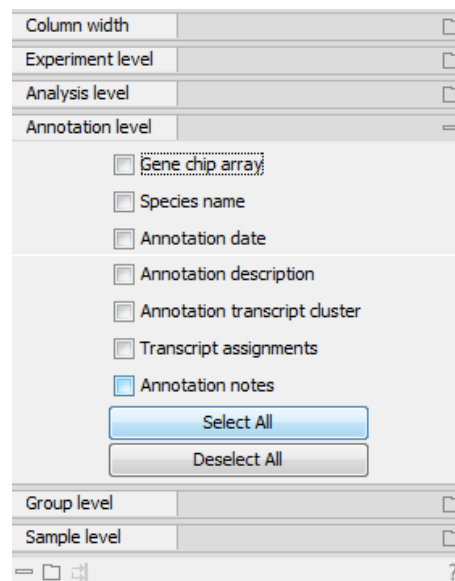 Column width
Experiment level
Analysis level
Annotation level
Gene chip array
Species name
Annotation date
Annotation description
Annotation transcript cluster
Transcript assignments
Annotation notes
Select All
Deselect All
Group level
Sample level